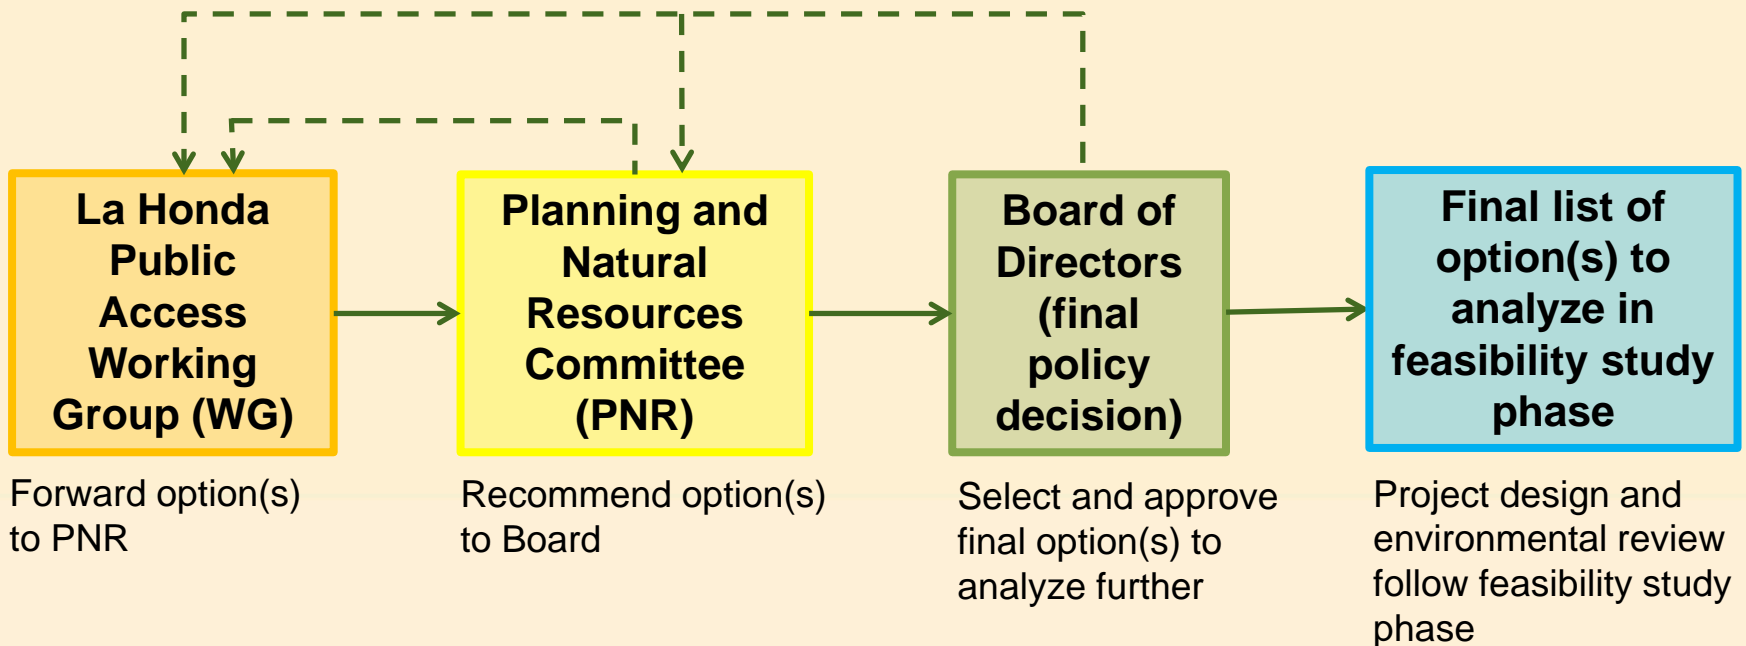 La Honda
Public
Access
Working
Group (WG)
Forward option(s)
to PNR
Planning and
Natural
Resources
Committee
(PNR)
Recommend option(s)
to Board
Board of
Directors
(final
policy
decision)
Select and approve
final option(s) to
analyze further
Final list of
option(s) to
analyze in
feasibility study
phase
Project design and
environmental review
follow feasibility study
phase